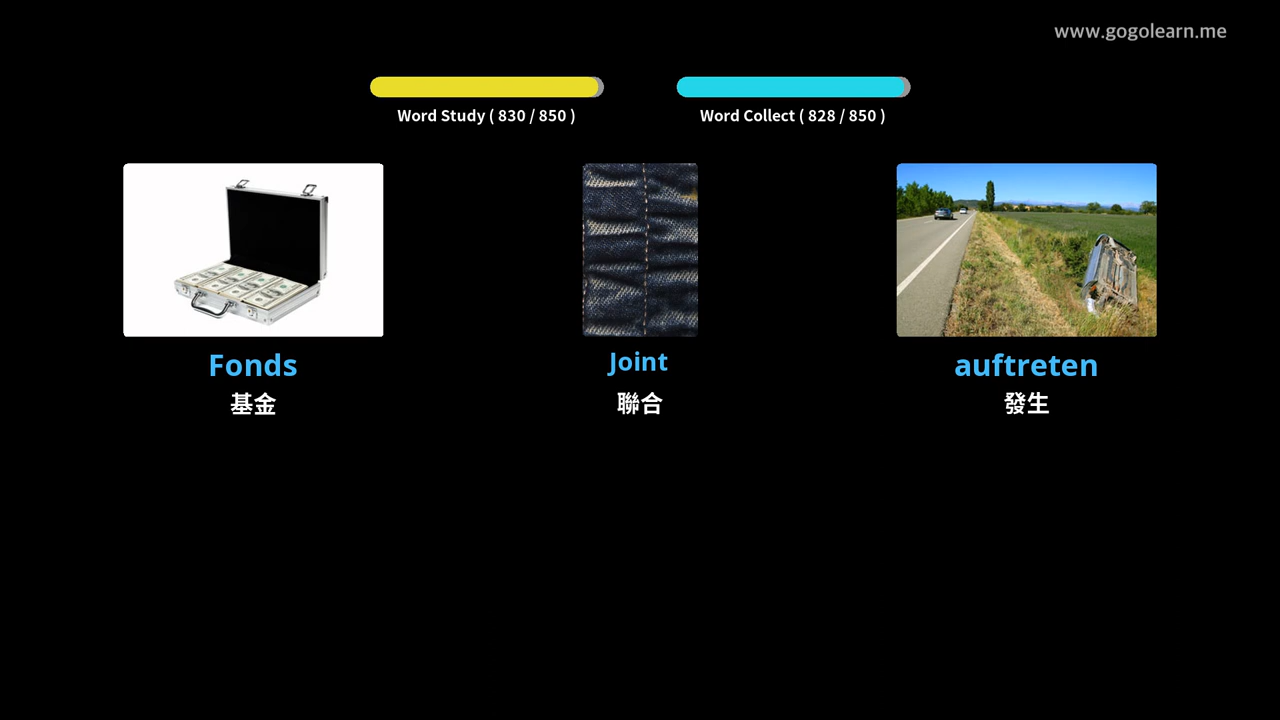 www.gogolearn.me
Word Study ( 830 / 850 )
Word Collect ( 828 / 850 )
Fonds
Joint
auftreten
基金
聯合
發生